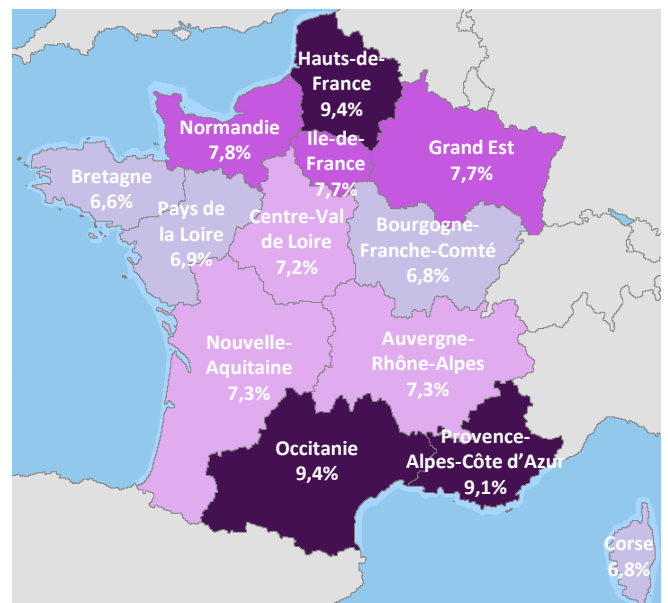 Hauts-de-
France
9,4%
Normandie
7,8%
Ile-de-
France
7,7%
Grand Est
7,7%
Bretagne
6,6%
Pays de
la Loire
6,9%
Centre-Val
de Loire
7,2%
Bourgogne-
Franche-Comté
6,8%
Nouvelle-
Aquitaine
7,3%
Auvergne-
Rhône-Alpes
7,3%
Occitanie
9,4%
Provence-
Alpes-Côte d’Azur
9,1%
Corse
6,8%